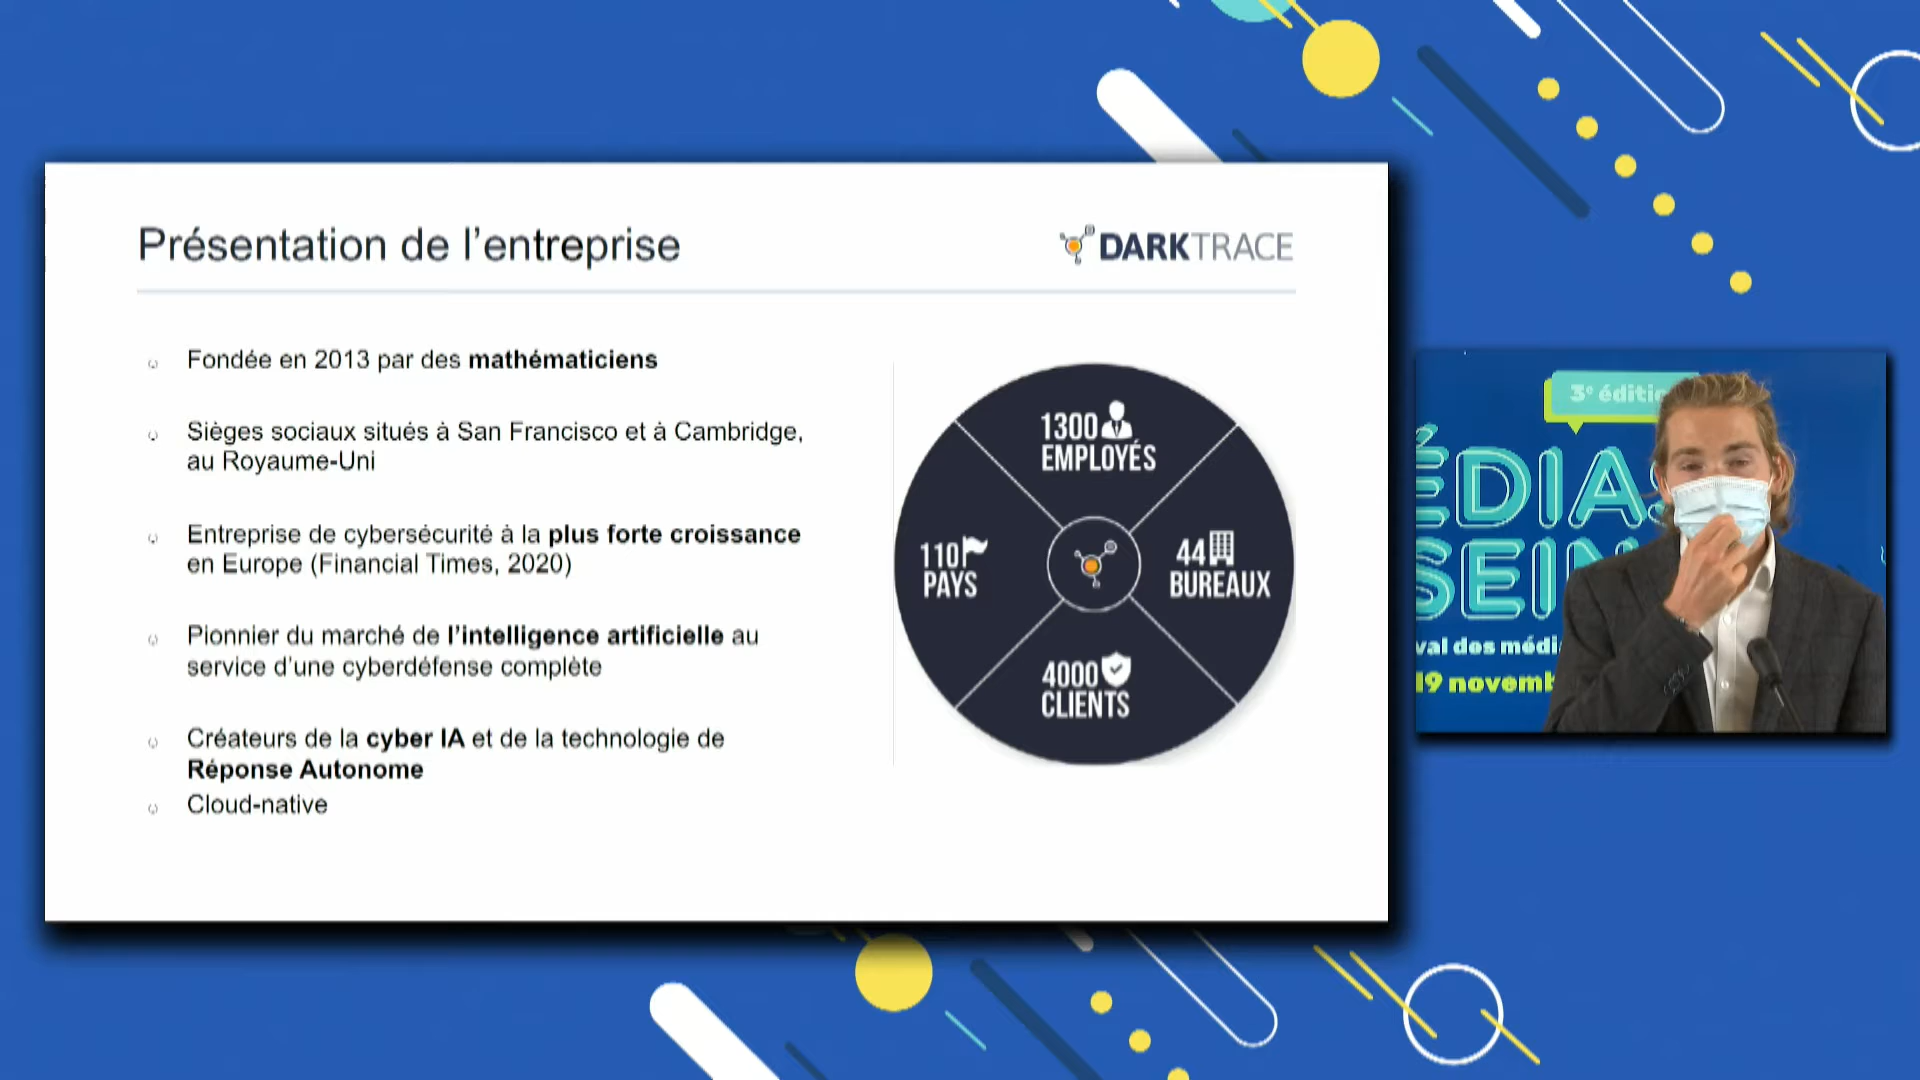 Présentation de l’entreprise
DARKTRACE
Fondée en 2013 par des mathématiciens
Sièges sociaux situés à San Francisco et à Cambridge,
au Royaume-Uni
Entreprise de cybersécurité à la plus forte croissance
en Europe (Financial Times, 2020)
Pionnier du marché de l’intelligence artificielle au
service d’une cyberdéfense complète
Créateurs de la cyber IA et de la technologie de
Réponse Autonome
Cloud-native
1300
EMPLOYÉS
110
PAYS
44
BUREAUX
4000
CLIENTS
3e éditio
ÉDIAS
SEIN
val des médi
19 novemb